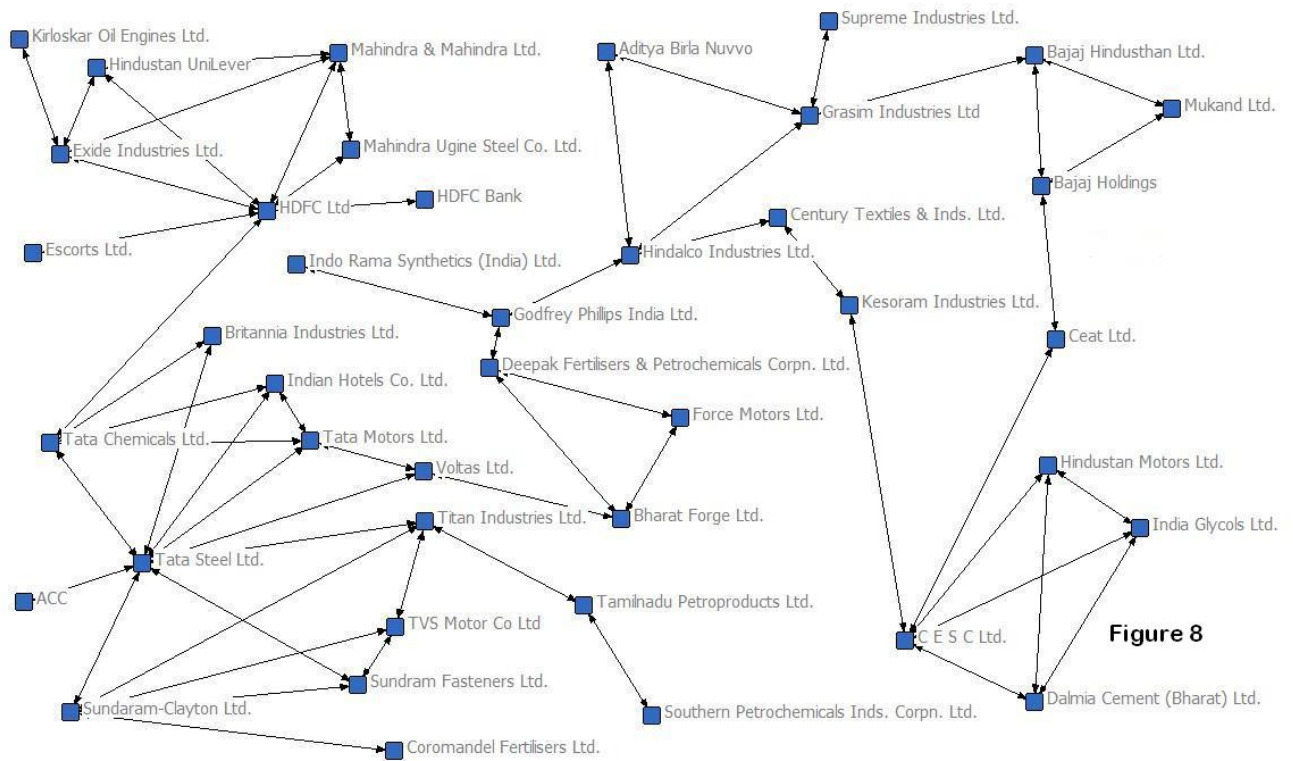 Supreme Industries Ltd.
Kirloskar Oil Engines Ltd.
Mahindra & Mahindra Ltd.
Aditya Birla Nuvvo
Bajaj Hindusthan Ltd.
Hindustan UniLever
Mukand Ltd.
Grasim Industries Ltd
Exide Industries Ltd.
Mahindra Ugine Steel Co. Ltd.
Bajaj Holdings
HDFC Bank
HDFC Ltd
Century Textiles & Inds. Ltd.
Escorts Ltd.
Hindalco Industries Ltd.
Indo Rama Synthetics (India) Ltd.
Kesoram Industries Ltd.
Godfrey Phillips India Ltd.
Britannia Industries Ltd.
Ceat Ltd.
Deepak Fertilisers & Petrochemicals Corpn. Ltd.
Indian Hotels Co. Ltd.
Force Motors Ltd.
Tata Chemicals Ltd.
Tata Motors Ltd.
Voltas Ltd.
Hindustan Motors Ltd.
Titan Industries Ltd.
Bharat Forge Ltd.
India Glycols Ltd.
Tata Steel Ltd.
ACC
Tamilnadu Petroproducts Ltd.
TVS Motor Co Ltd
C E S C Ltd.
Figure 8
Sundram Fasteners Ltd.
Dalmia Cement (Bharat) Ltd.
Sundaram-Clayton Ltd.
Southern Petrochemicals Inds. Corpn. Ltd.
Coromandel Fertilisers Ltd.